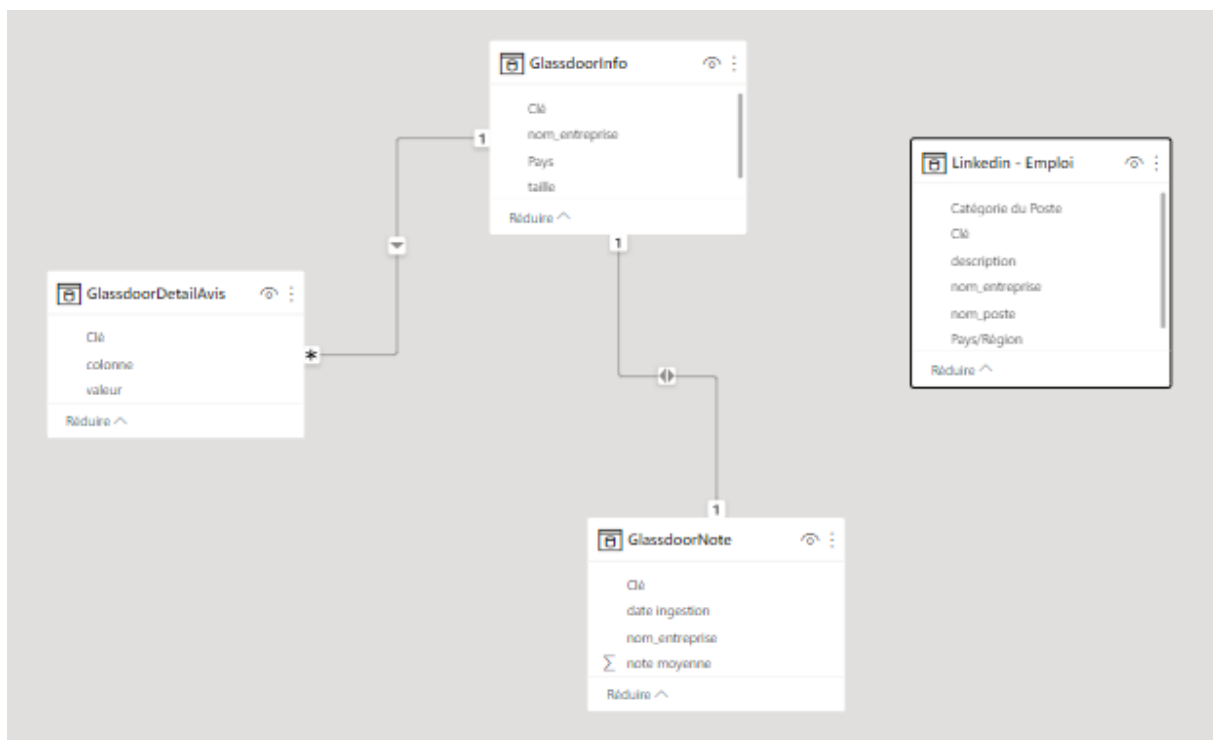 GlassdoorInfo
Clé
nom_entreprise
Pays
taille
Réduire
1
1
Linkedin - Emploi
Catégorie du Poste
Clé
description
nom_entreprise
nom_poste
Pays/Région
Réduire
GlassdoorDetailAvis
Clé
colonne
valeur
Réduire
*
1
GlassdoorNote
Clé
date ingestion
nom_entreprise
∑ note moyenne
Réduire